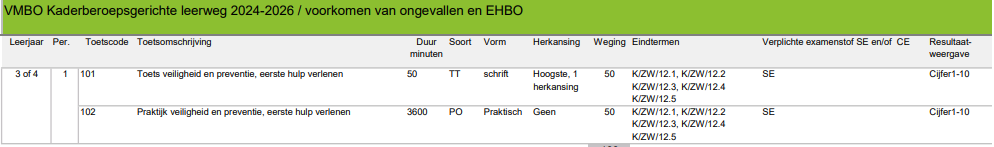 VMBO Kaderberoepsgerichte leerweg 2024-2026 / voorkomen van ongevallen en EHBO
Leerjaar Per. Toetscode Toetsomschrijving Duur minuten Soort Vorm Herkansing Weging Eindtermen Verplichte examenstof SE en/of CE Resultaat-weergave
3 of 4 1 101 Toets veiligheid en preventie, eerste hulp verlenen 50 TT schrift Hoogste, 1 herkansing 50 K/ZW/12.1, K/ZW/12.2 SE Cijfer1-10
K/ZW/12.3, K/ZW/12.4
K/ZW/12.5
102 Praktijk veiligheid en preventie, eerste hulp verlenen 3600 PO Praktisch Geen 50 K/ZW/12.1, K/ZW/12.2 SE Cijfer1-10
K/ZW/12.3, K/ZW/12.4
K/ZW/12.5